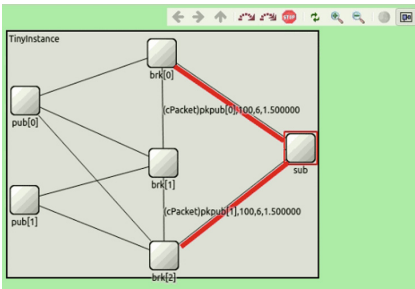 STOP
TinyInstance
brk[0]
pub[0]
(cPacket)pkpub[0],100,6,1.500000
sub
brk[1]
pub[1]
(cPacket)pkpub[1],100,6,1.500000
brk[2]